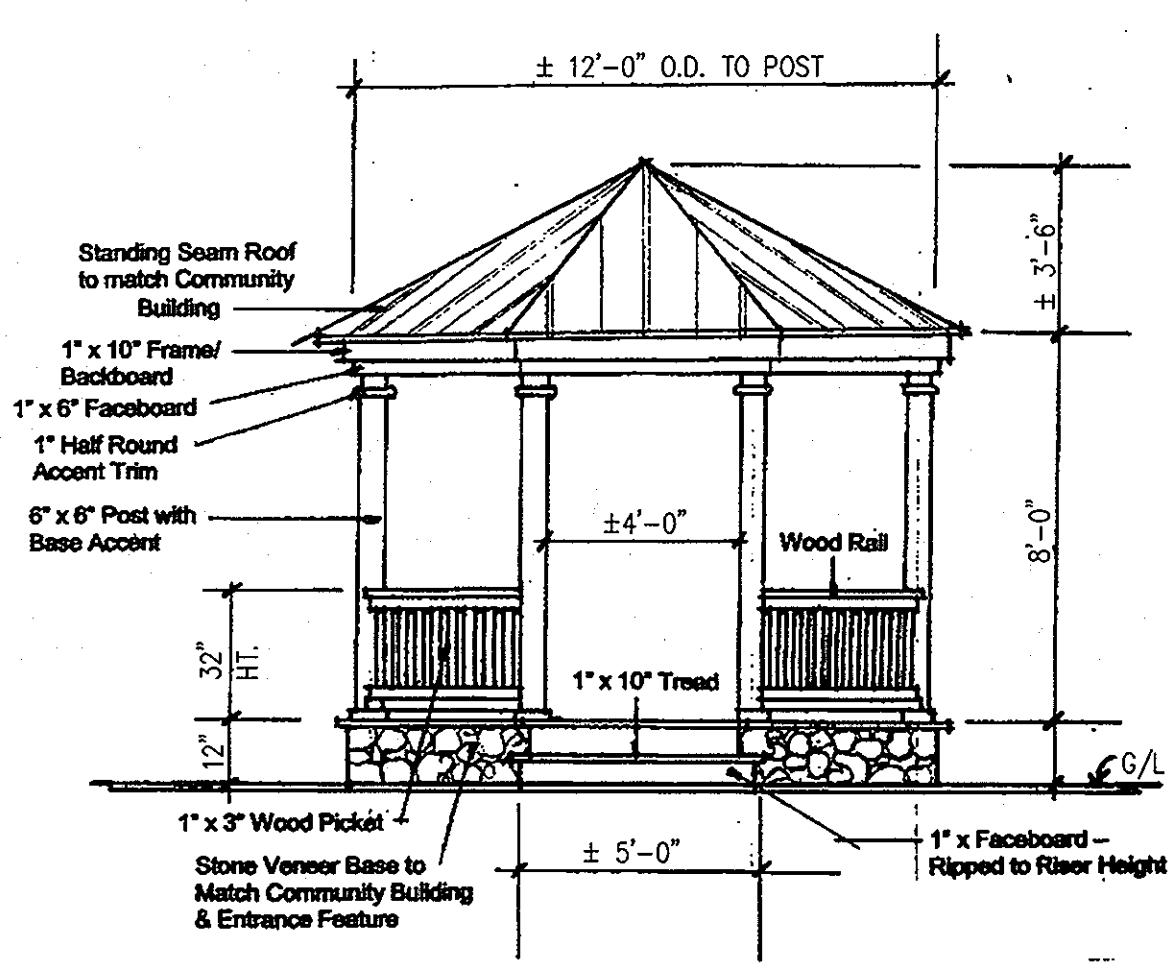 ± 12'-0" O.D. TO POST
Standing Seam Roof
to match Community
Building
± 3'-6"
1" x 10" Frame/
Backboard
1" x 6" Faceboard
1" Half Round
Accent Trim
6" x 6" Post with
Base Accent
±4'-0"
Wood Rail
8'-0"
32"
HT.
1" x 10" Tread
12"
G/L
1" x 3" Wood Picket
± 5'-0"
1" x Faceboard –
Ripped to Riser Height
Stone Veneer Base to
Match Community Building
& Entrance Feature